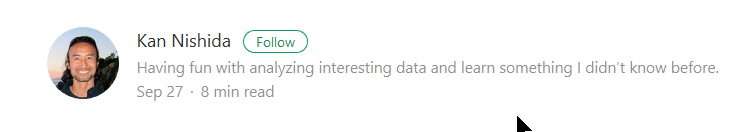 Kan Nishida Follow
Having fun with analyzing interesting data and learn something I didn't know before.
Sep 27 · 8 min read